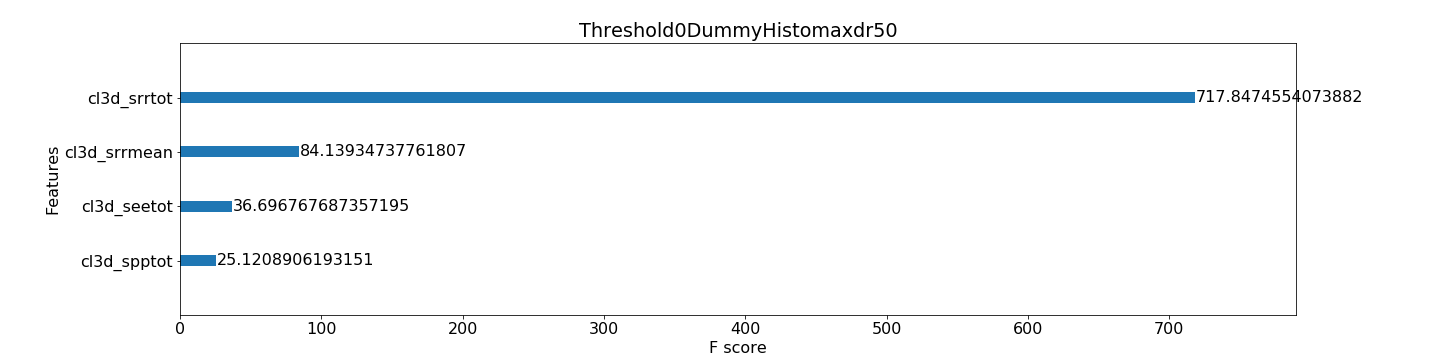 Threshold0DummyHistomaxdr50
cl3d_srrtot
717.8474554073882
cl3d_srrmean
84.13934737761807
Features
cl3d_seetot
36.696767687357195
cl3d_spptot
25.1208906193151
0 100 200 300 400 500 600 700
F score